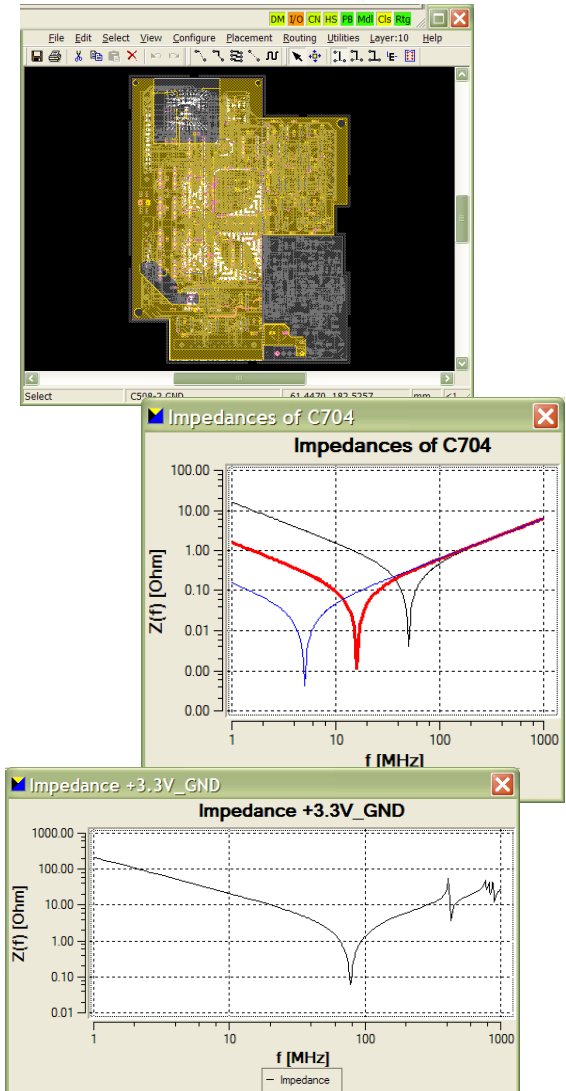 DM I/O CN HS PB Mdl Cls Rtg
File Edit Select View Configure Placement Routing Utilities Layer:10 Help
Select C508-2 GND 61.4470, 182.5257 mm <1
Impedances of C704
Impedances of C704
100.00
10.00
1.00
0.10
0.01
0.00
0.00
Z(f) [Ohm]
1 10 100 1000
f [MHz]
Impedance +3.3V_GND
Impedance +3.3V_GND
1000.00
100.00
10.00
1.00
0.10
0.01
Z(f) [Ohm]
1 10 100 1000
f [MHz]
Impedance